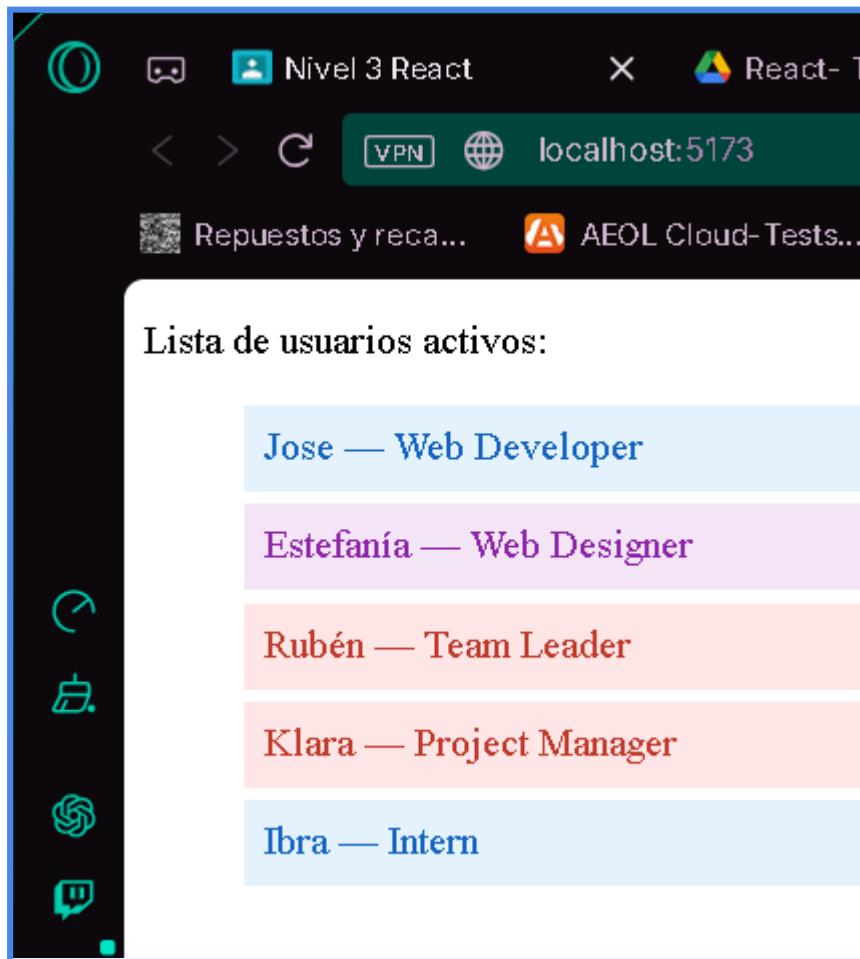 Nivel 3 React
React-
VPN localhost:5173
Repuestos y reca...
AEOL Cloud-Tests...
Lista de usuarios activos:
Jose — Web Developer
Estefanía — Web Designer
Rubén — Team Leader
Klara — Project Manager
Ibra — Intern